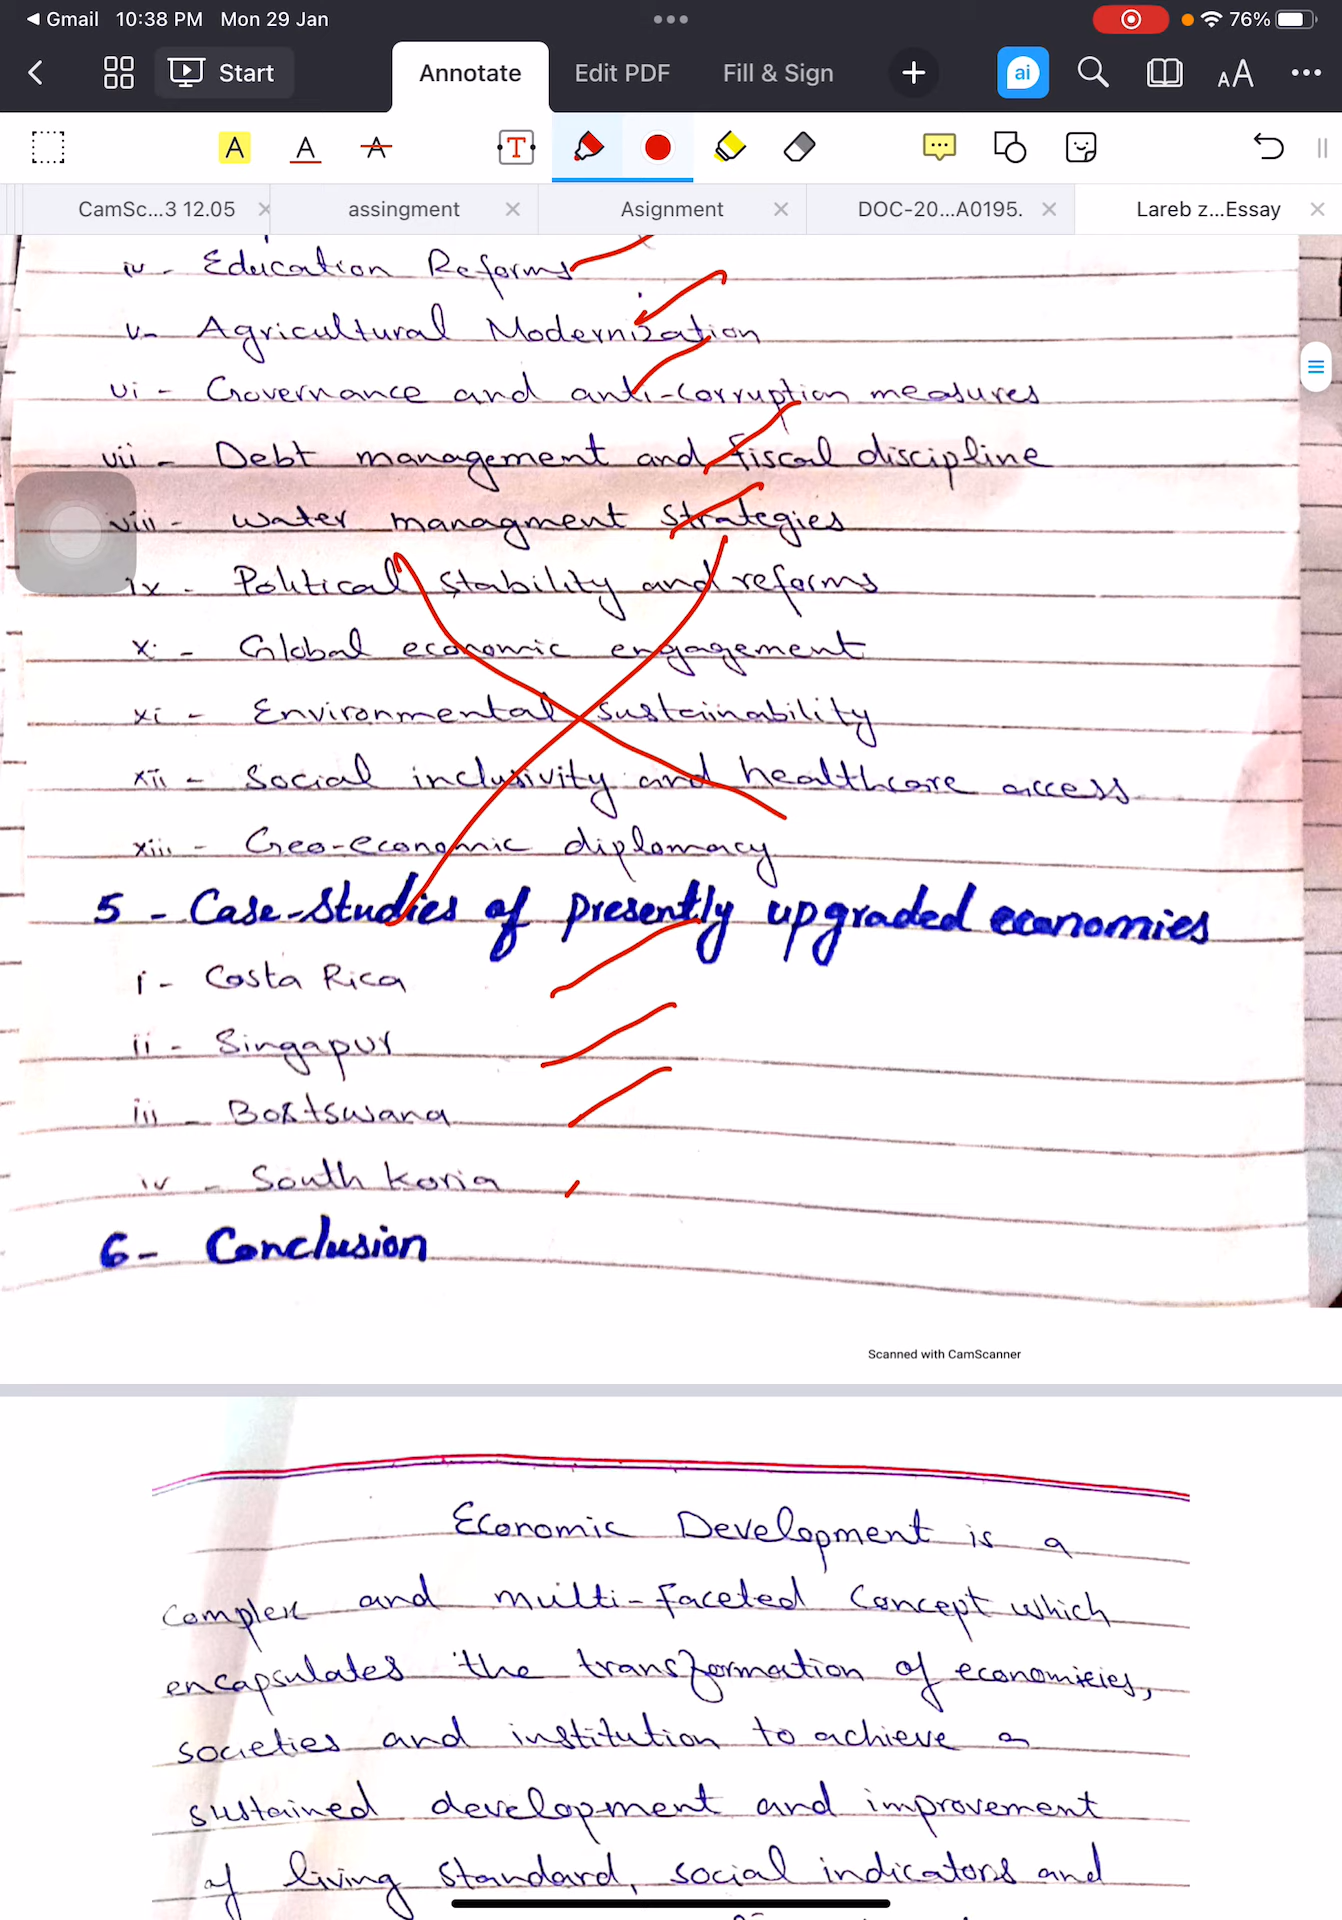 Gmail 10:38 PM Mon 29 Jan 76%
Start Annotate Edit PDF Fill & Sign ai AA
A A A T
CamSc...3 12.05 assingment Asignment DOC-20...A0195. Lareb z...Essay
iv - Education Reforms
v- Agricultural Modernization
vi - Governance and anti-corruption measures
vii - Debt management and fiscal discipline
viii - water managment strategies
ix - Political stability and reforms
x - Global economic engagement
xi - Environmental sustainability
xii - Social inclusivity and healthcare access
xiii - Geo-economic diplomacy
5 - Case-Studies of presently upgraded economies
i - Costa Rica
ii - Singapur
iii - Bostswana
iv - South Koria
6- Conclusion
Scanned with CamScanner
Economic Development is a
complex and multi-faceted concept which
encapsulates the transformation of economieies,
societies and institution to achieve a
sustained development and improvement
of living standard, social indicators and